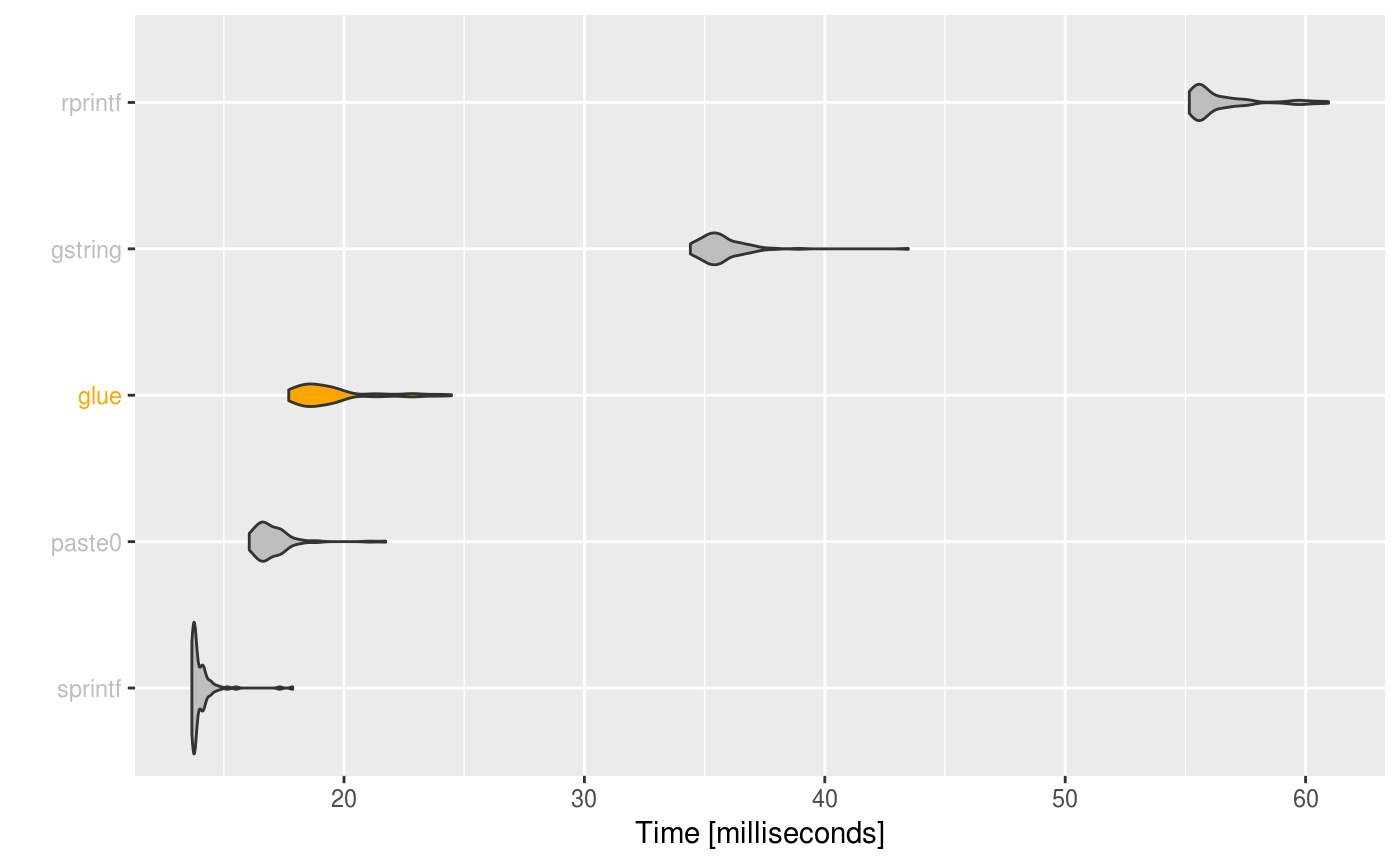 rprintf
gstring
glue
paste0
sprintf
20 30 40 50 60
Time [milliseconds]